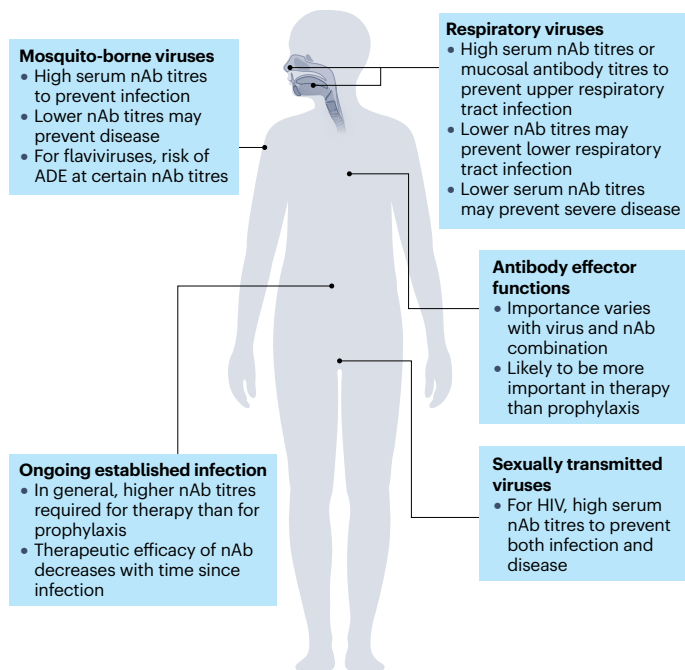 Mosquito-borne viruses
• High serum nAb titres
to prevent infection
• Lower nAb titres may
prevent disease
• For flaviviruses, risk of
ADE at certain nAb titres
Respiratory viruses
• High serum nAb titres or
mucosal antibody titres to
prevent upper respiratory
tract infection
• Lower nAb titres may
prevent lower respiratory
tract infection
• Lower serum nAb titres
may prevent severe disease
Antibody effector
functions
• Importance varies
with virus and nAb
combination
• Likely to be more
important in therapy
than prophylaxis
Ongoing established infection
• In general, higher nAb titres
required for therapy than for
prophylaxis
• Therapeutic efficacy of nAb
decreases with time since
infection
Sexually transmitted
viruses
• For HIV, high serum
nAb titres to prevent
both infection and
disease